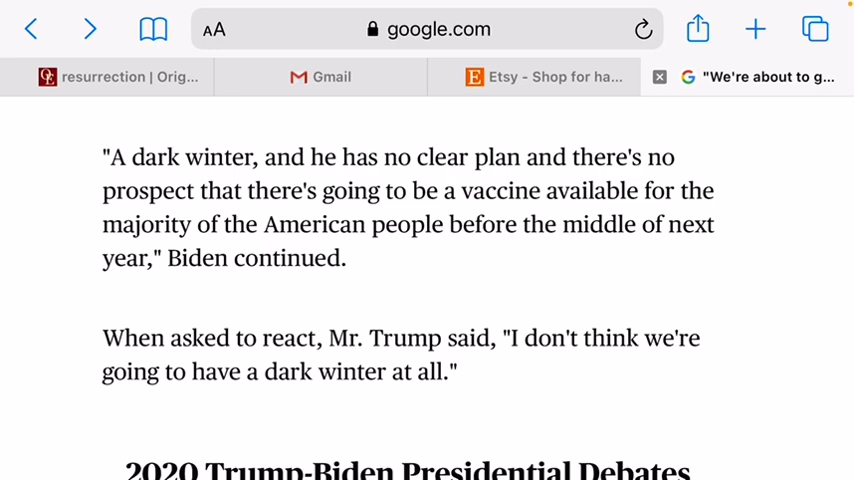 AA google.com
resurrection | Orig...
Gmail
Etsy - Shop for ha...
"We're about to g...
"A dark winter, and he has no clear plan and there's no
prospect that there's going to be a vaccine available for the
majority of the American people before the middle of next
year," Biden continued.
When asked to react, Mr. Trump said, "I don't think we're
going to have a dark winter at all."
2020 Trump-Biden Presidential Debates